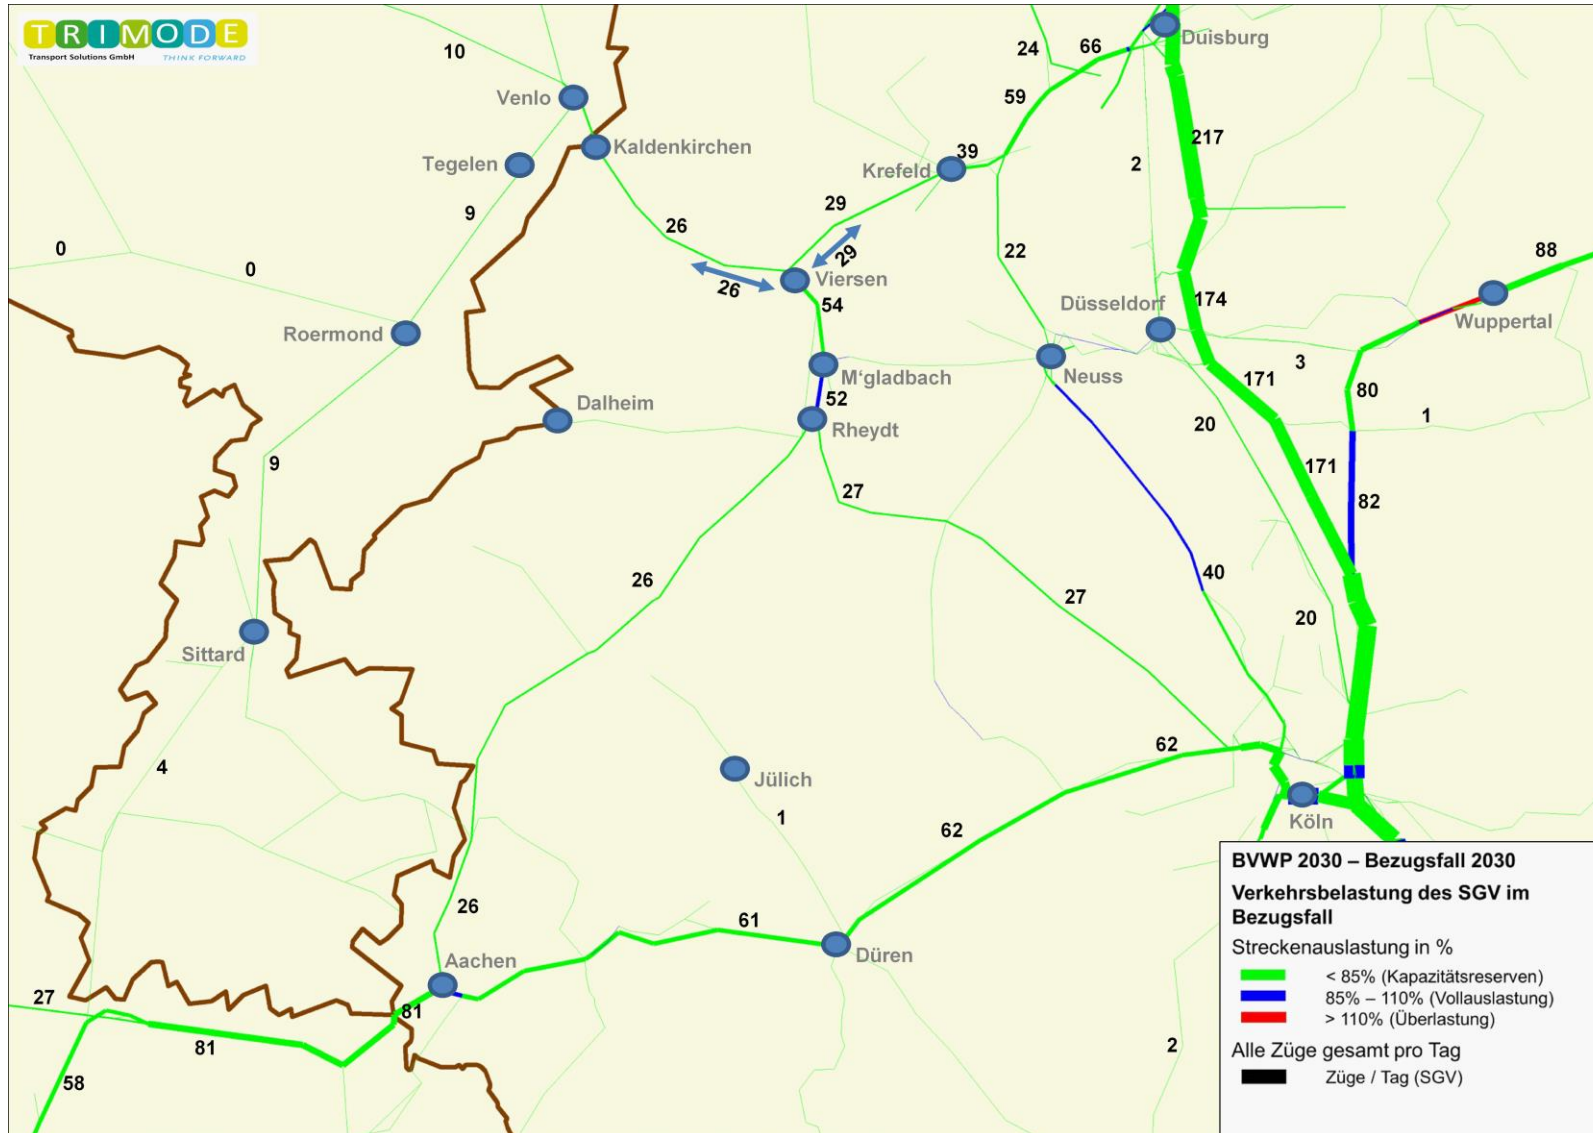 TRIMODE
Transport Solutions GmbH THINK FORWARD
10
24
66
Duisburg
Venlo
59
217
Kaldenkirchen
39
Tegelen
Krefeld
2
9
29
26
0
0
29
22
88
26
Viersen
54
Düsseldorf
174
Wuppertal
Roermond
M'gladbach
Neuss
3
171
80
Dalheim
52
Rheydt
20
1
9
171
27
82
26
40
27
20
Sittard
62
4
Jülich
1
62
Köln
26
61
Düren
Aachen
27
81
81
58
2
BVWP 2030 – Bezugsfall 2030
Verkehrsbelastung des SGV im
Bezugsfall
Streckenauslastung in %
< 85% (Kapazitätsreserven)
85% – 110% (Vollauslastung)
> 110% (Überlastung)
Alle Züge gesamt pro Tag
Züge / Tag (SGV)